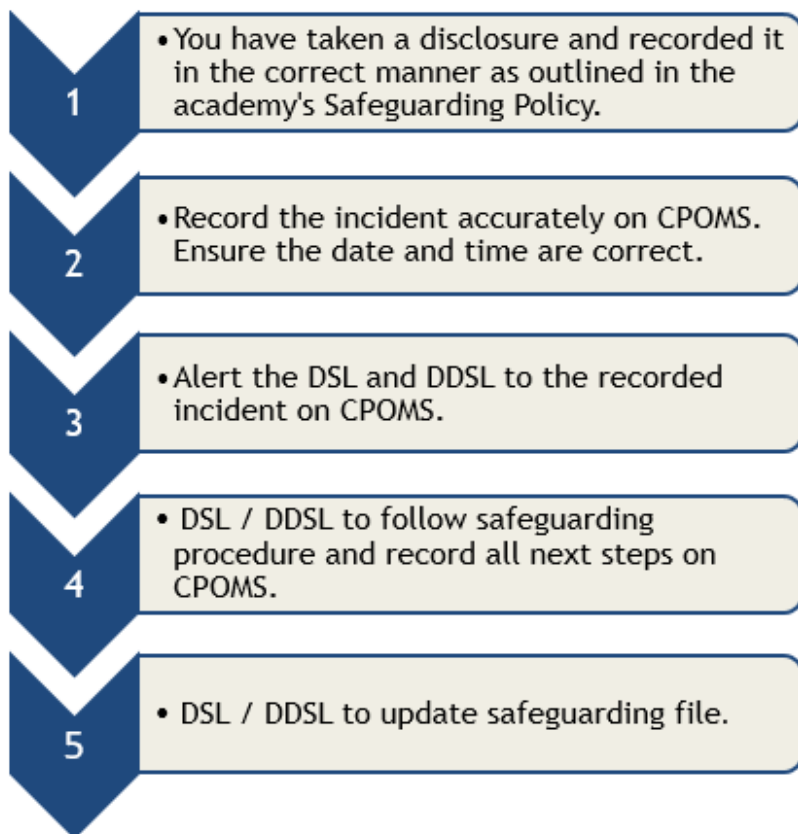 1
•You have taken a disclosure and recorded it
in the correct manner as outlined in the
academy's Safeguarding Policy.
2
•Record the incident accurately on CPOMS.
Ensure the date and time are correct.
3
•Alert the DSL and DDSL to the recorded
incident on CPOMS.
4
• DSL / DDSL to follow safeguarding
procedure and record all next steps on
CPOMS.
5
• DSL / DDSL to update safeguarding file.